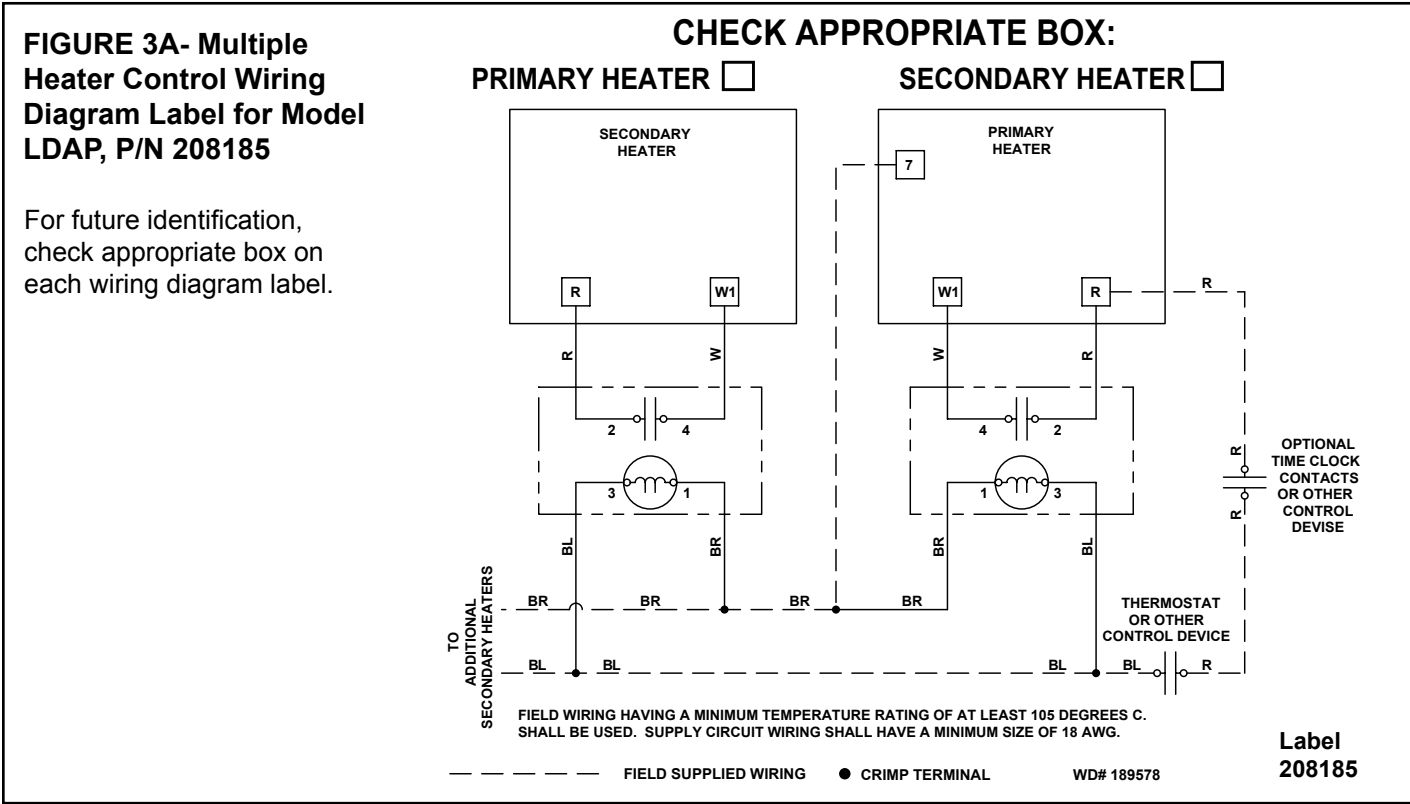 FIGURE 3A- Multiple
Heater Control Wiring
Diagram Label for Model
LDAP, P/N 208185
For future identification,
check appropriate box on
each wiring diagram label.
CHECK APPROPRIATE BOX:
PRIMARY HEATER
SECONDARY HEATER
SECONDARY
HEATER
PRIMARY
HEATER
7
R
W1
W1
R
R
R
W
W
R
2
4
4
2
3
1
1
3
R
R
OPTIONAL
TIME CLOCK
CONTACTS
OR OTHER
CONTROL
DEVISE
BL
BR
BR
BL
TO
ADDITIONAL
SECONDARY HEATERS
BR
BR
BR
BR
THERMOSTAT
OR OTHER
CONTROL DEVICE
BL
BL
BL
BL
R
FIELD WIRING HAVING A MINIMUM TEMPERATURE RATING OF AT LEAST 105 DEGREES C.
SHALL BE USED. SUPPLY CIRCUIT WIRING SHALL HAVE A MINIMUM SIZE OF 18 AWG.
FIELD SUPPLIED WIRING
CRIMP TERMINAL
WD# 189578
Label
208185